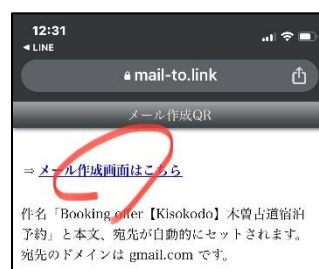 12:31
◀ LINE
mail-to.link
メール作成QR
⇒ メール作成画面はこちら
件名「Booking offer【Kisokodo】木曽古道宿泊
予約」と本文、宛先が自動的にセットされます。
宛先のドメインは gmail.com です。